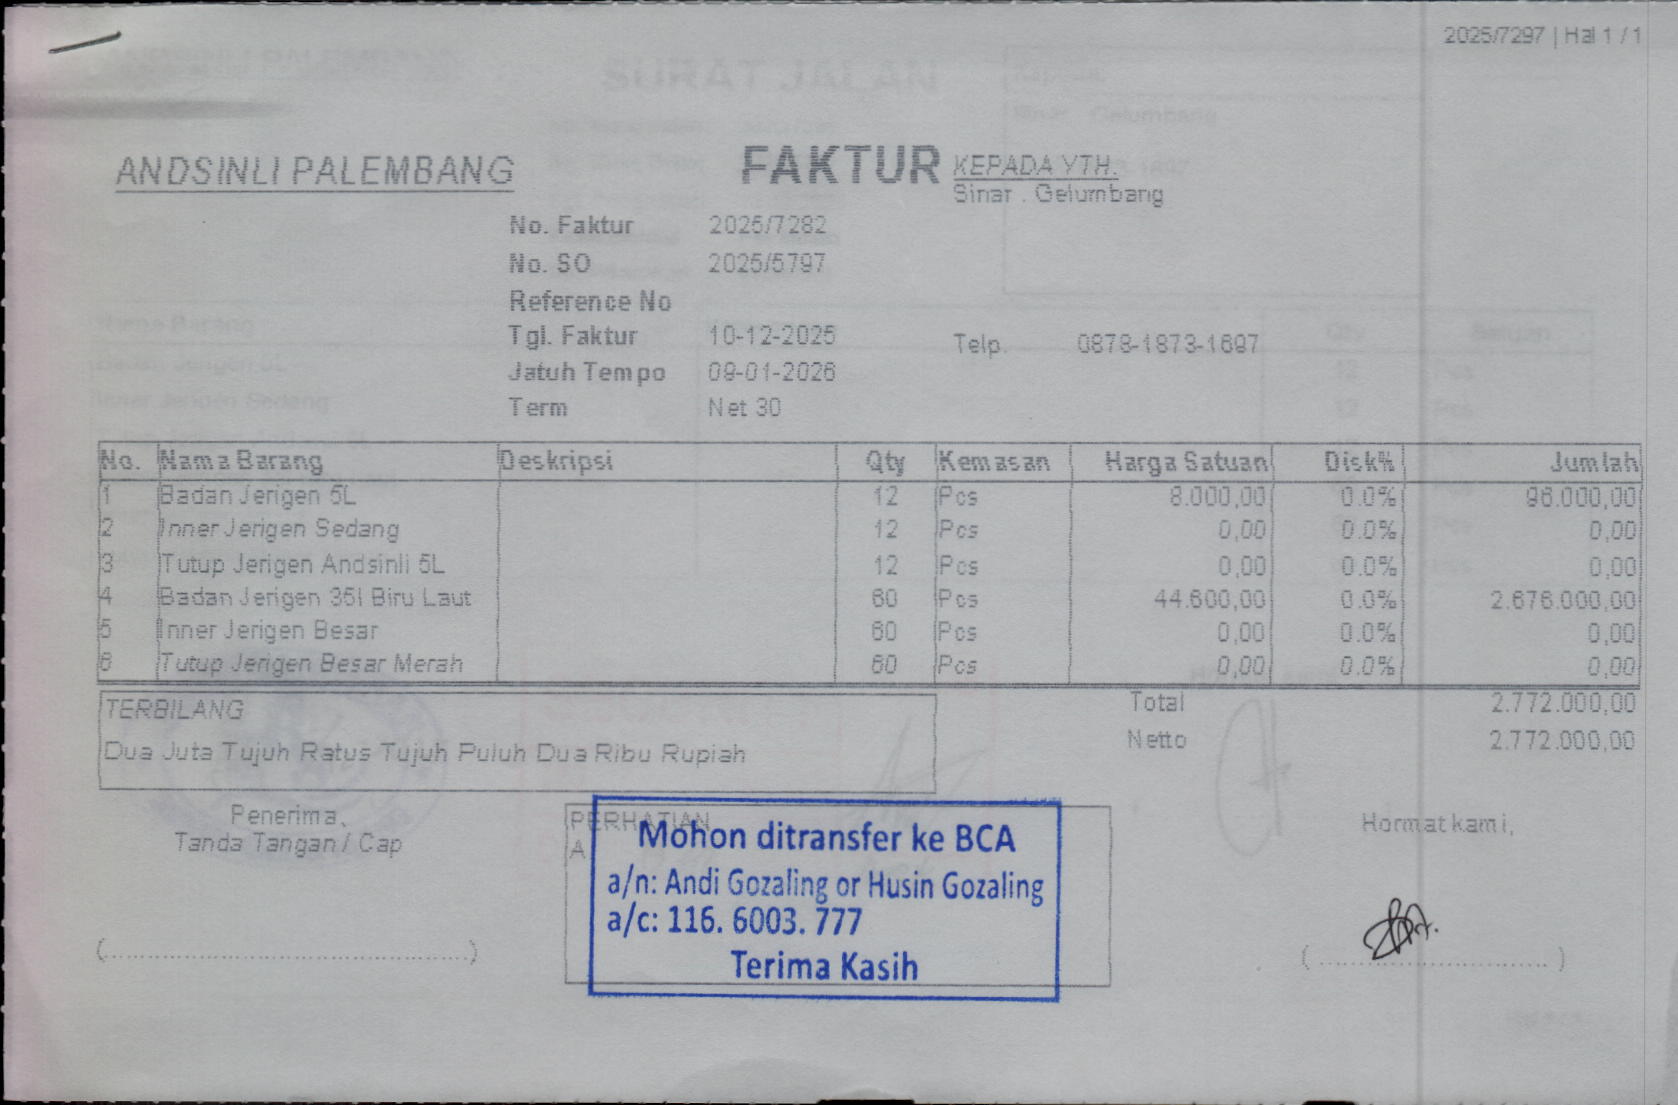 2025/7297 | Hal 1 / 1
ANDSINLI PALEMBANG
FAKTUR
KEPADA YTH.
Sinar . Gelumbang
No. Faktur 2025/7282
No. SO 2025/5797
Reference No
Tgl. Faktur 10-12-2025
Telp. 0878-1873-1697
Jatuh Tempo 09-01-2026
Term Net 30
No. Nama Barang Deskripsi Qty Kemasan Harga Satuan Disk% Jumlah
1 Badan Jerigen 5L 12 Pcs 8.000,00 0.0% 96.000,00
2 Inner Jerigen Sedang 12 Pcs 0,00 0.0% 0,00
3 Tutup Jerigen Andsinli 5L 12 Pcs 0,00 0.0% 0,00
4 Badan Jerigen 35l Biru Laut 60 Pcs 44.600,00 0.0% 2.676.000,00
5 Inner Jerigen Besar 60 Pcs 0,00 0.0% 0,00
6 Tutup Jerigen Besar Merah 60 Pcs 0,00 0.0% 0,00
TERBILANG
Dua Juta Tujuh Ratus Tujuh Puluh Dua Ribu Rupiah
Total 2.772.000,00
Netto 2.772.000,00
Penerima,
Tanda Tangan / Cap
PERHATIAN
A
Mohon ditransfer ke BCA
a/n: Andi Gozaling or Husin Gozaling
a/c: 116. 6003. 777
Terima Kasih
Hormat kami,